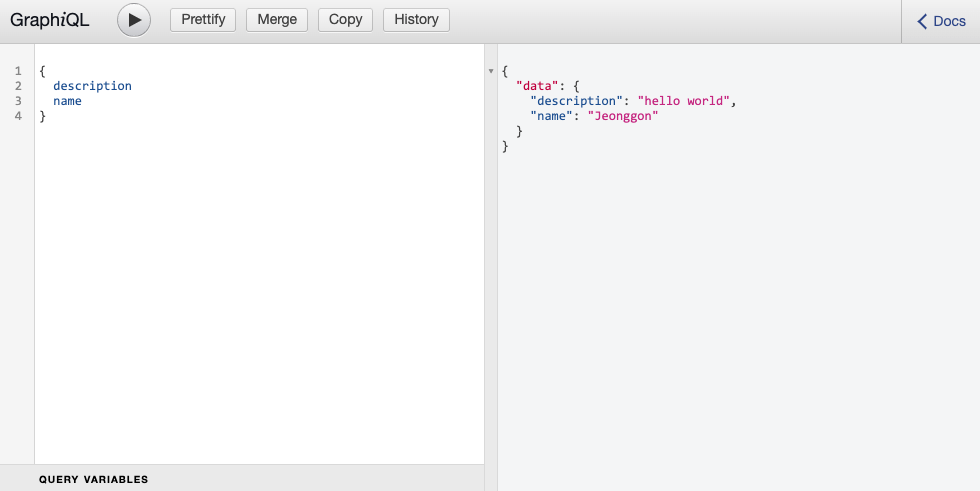 GraphiQL Prettify Merge Copy History Docs
1 {
2 description
3 name
4 }
{
"data": {
"description": "hello world",
"name": "Jeonggon"
}
}
QUERY VARIABLES